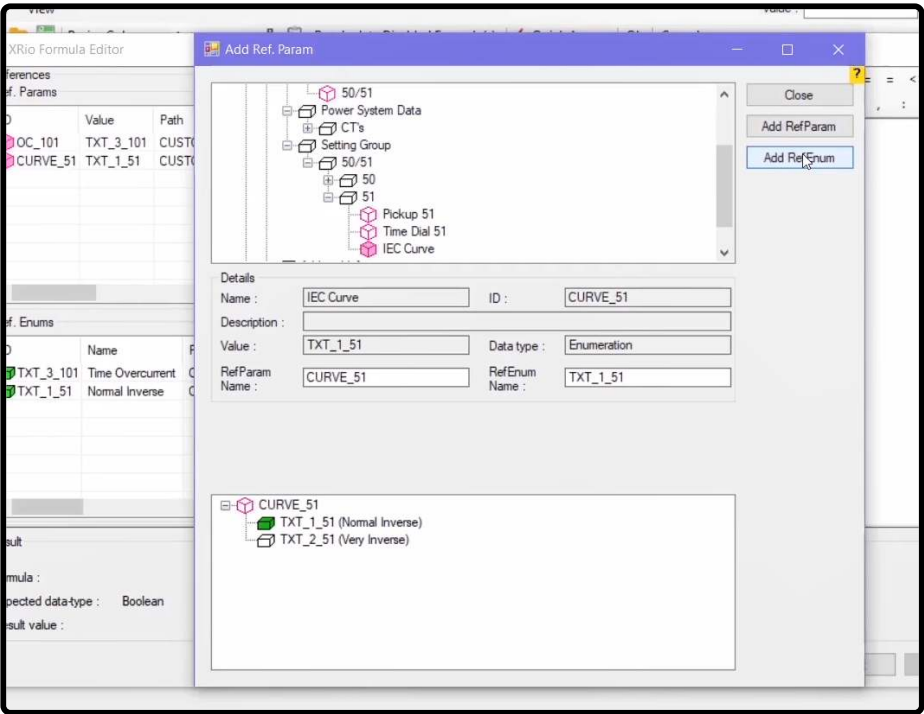 View
Value :
XRio Formula Editor
Add Ref. Param
?
ferences
ef. Params
Value Path
OC_101 TXT_3_101 CUST
CURVE_51 TXT_1_51 CUST
50/51
Power System Data
CT's
Setting Group
50/51
50
51
Pickup 51
Time Dial 51
IEC Curve
Close
Add RefParam
Add RefEnum
= = <
, :
Details
Name : IEC Curve ID : CURVE_51
Description :
Value : TXT_1_51 Data type : Enumeration
RefParam Name : CURVE_51 RefEnum Name : TXT_1_51
ef. Enums
Name
TXT_3_101 Time Overcurrent
TXT_1_51 Normal Inverse
CURVE_51
TXT_1_51 (Normal Inverse)
TXT_2_51 (Very Inverse)
sult
rmula :
pected data-type : Boolean
esult value :